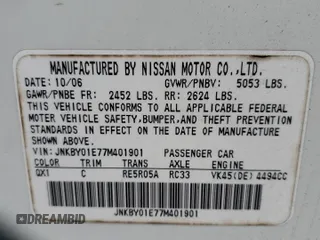 MANUFACTURED BY NISSAN MOTOR CO.,LTD.
DATE: 10/06 GVWR/PNBV: 5053 LBS.
GAWR/PNBE FR: 2452 LBS. RR: 2624 LBS.
THIS VEHICLE CONFORMS TO ALL APPLICABLE FEDERAL
MOTOR VEHICLE SAFETY,BUMPER,AND THEFT PREVENTION
STANDARDS IN EFFECT ON THE DATE OF MANUFACTURE
SHOWN ABOVE.
VIN: JNKBY01E77M401901 PASSENGER CAR
COLOR TRIM TRANS AXLE ENGINE
QX1 C RE5R05A RC33 VK45(DE) 4494CC
JNKBY01E77M401901